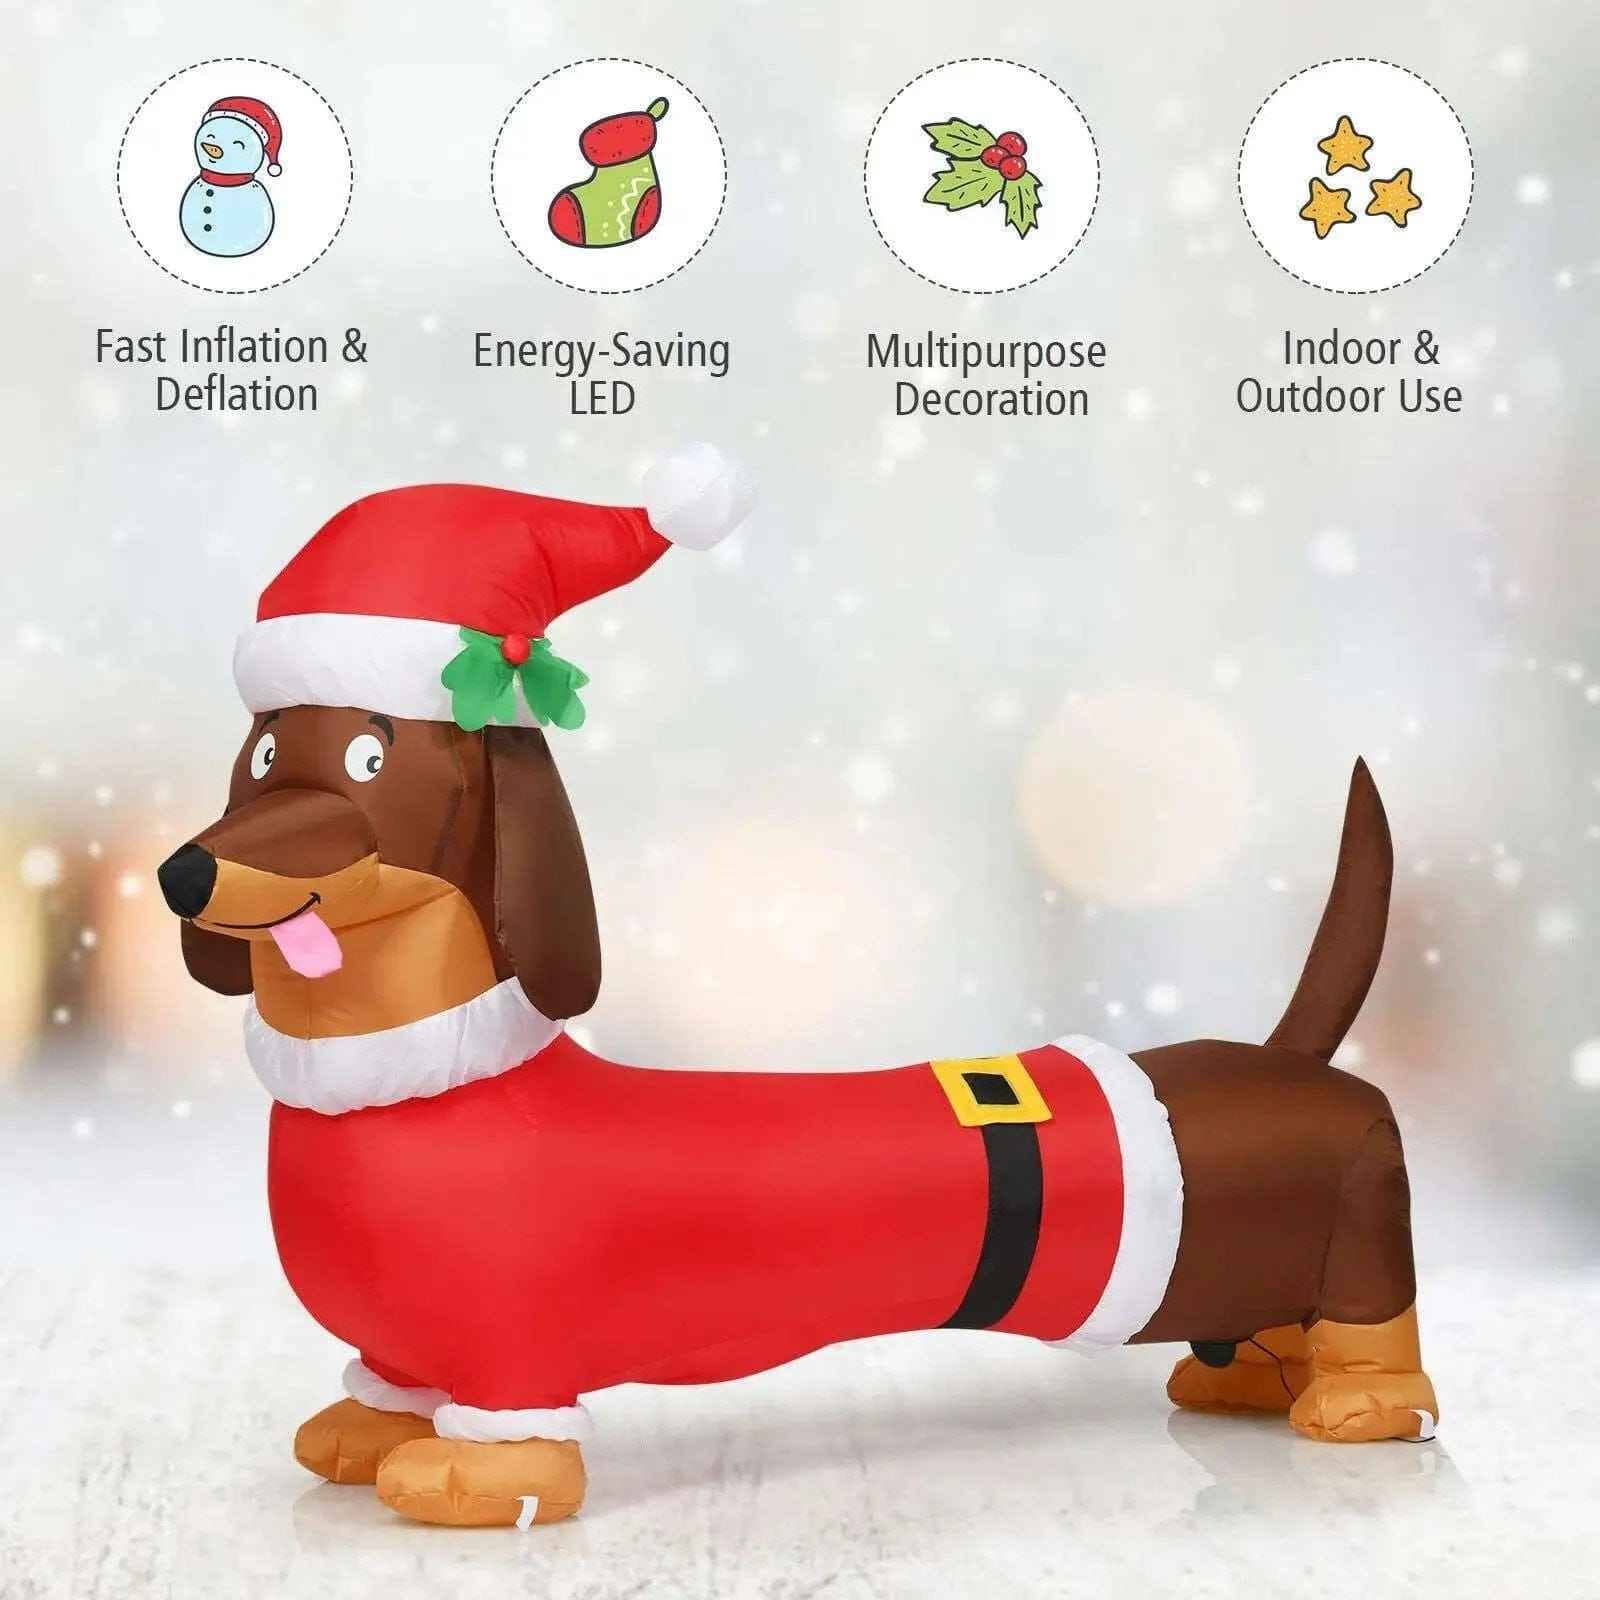 Fast Inflation &
Deflation
Energy-Saving
LED
Multipurpose
Decoration
Indoor &
Outdoor Use